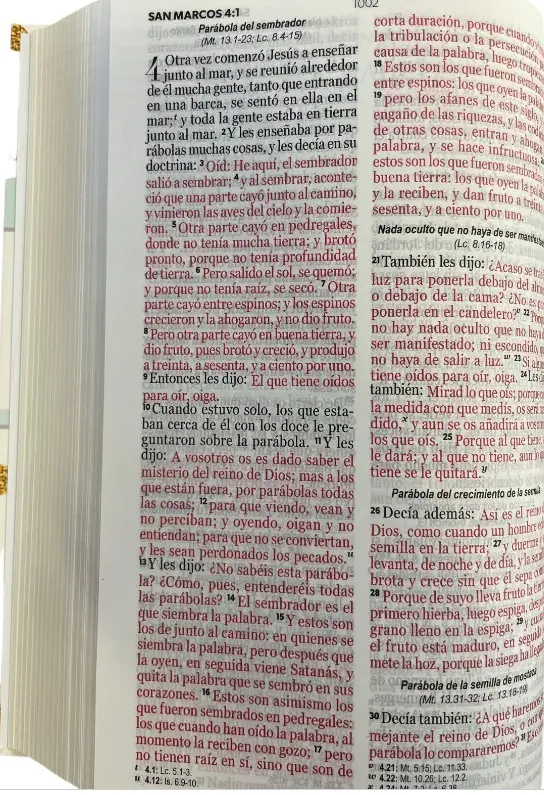 1002
SAN MARCOS 4:1
Parábola del sembrador
(Mt. 13.1-23; Lc. 8.4-15)
4 Otra vez comenzó Jesús a enseñar
junto al mar, y se reunió alrededor
de él mucha gente, tanto que entrando
en una barca, se sentó en ella en el
mar; y toda la gente estaba en tierra
junto al mar. 2 Y les enseñaba por pa-
rábolas muchas cosas, y les decía en su
doctrina: 3 Oíd: He aquí, el sembrador
salió a sembrar; 4 y al sembrar, aconte-
ció que una parte cayó junto al camino,
y vinieron las aves del cielo y la comie-
ron. 5 Otra parte cayó en pedregales,
donde no tenía mucha tierra; y brotó
pronto, porque no tenía profundidad
de tierra. 6 Pero salido el sol, se quemó;
y porque no tenía raíz, se secó. 7 Otra
parte cayó entre espinos; y los espinos
crecieron y la ahogaron, y no dio fruto.
8 Pero otra parte cayó en buena tierra, y
dio fruto, pues brotó y creció, y produjo
a treinta, a sesenta, y a ciento por uno.
9 Entonces les dijo: El que tiene oídos
para oír, oiga.
10 Cuando estuvo solo, los que esta-
ban cerca de él con los doce le pre-
guntaron sobre la parábola. 11 Y les
dijo: A vosotros os es dado saber el
misterio del reino de Dios; mas a los
que están fuera, por parábolas todas
las cosas; 12 para que viendo, vean y
no perciban; y oyendo, oigan y no
entiendan; para que no se conviertan,
y les sean perdonados los pecados. u
13 Y les dijo: ¿No sabéis esta parábo-
la? ¿Cómo, pues, entenderéis todas
las parábolas? 14 El sembrador es el
que siembra la palabra. 15 Y éstos son
los de junto al camino: en quienes se
siembra la palabra, pero después que
la oyen, en seguida viene Satanás, y
quita la palabra que se sembró en sus
corazones. 16 Estos son asimismo los
que fueron sembrados en pedregales:
los que cuando han oído la palabra, al
momento la reciben con gozo; 17 pero
no tienen raíz en sí, sino que son de
t 4.1: Lc. 5.1-3.
u 4.12: Is. 6.9-10.
corta duración, porque cuando
la tribulación o la persecución
causa de la palabra, luego
18 Estos son los que fueron
entre espinos: los que oyen la
19 pero los afanes de este siglo,
engaño de las riquezas, y las
de otras cosas, entran y
palabra, y se hace infructuosa.
estos son los que fueron
buena tierra: los que oyen la
y la reciben, y dan fruto a treinta
sesenta, y a ciento por uno.
Nada oculto que no haya de ser
(Lc. 8.16-18)
21 También les dijo: ¿Acaso se
luz para ponerla debajo del
o debajo de la cama? ¿No es
ponerla en el candelero? v 22
no hay nada oculto que no haya
ser manifestado; ni escondido,
no haya de salir a luz. w 23 Si
tiene oídos para oír, oiga. 24
también: Mirad lo que oís; porque
la medida con que medís, os será
dido, x y aun se os añadirá a
los que oís. 25 Porque al que tiene,
le dará; y al que no tiene, aun lo
tiene se le quitará. y
Parábola del crecimiento de la
26 Decía además: Así es el reino
Dios, como cuando un hombre
semilla en la tierra; 27 y duerme
levanta, de noche y de día, y la
brota y crece sin que él sepa
28 Porque de suyo lleva fruto la
primero hierba, luego espiga,
grano lleno en la espiga; 29 y
el fruto está maduro, en seguida
mete la hoz, porque la siega ha
Parábola de la semilla de mostaza
(Mt. 13.31-32; Lc. 13.18-19)
30 Decía también: ¿A qué haremos
mejante el reino de Dios, o
parábola lo compararemos? 31
v 4.21: Mt. 5.15; Lc. 11.33.
w 4.22: Mt. 10.26; Lc. 12.2.